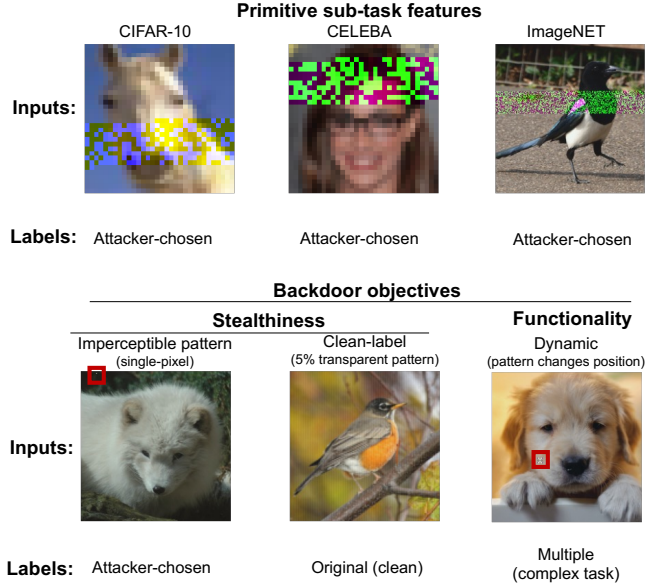 Primitive sub-task features
CIFAR-10 CELEBA ImageNET
Inputs:
Labels: Attacker-chosen Attacker-chosen Attacker-chosen
Backdoor objectives
Stealthiness Functionality
Imperceptible pattern Clean-label Dynamic
(single-pixel) (5% transparent pattern) (pattern changes position)
Inputs:
Labels: Attacker-chosen Original (clean) Multiple
(complex task)